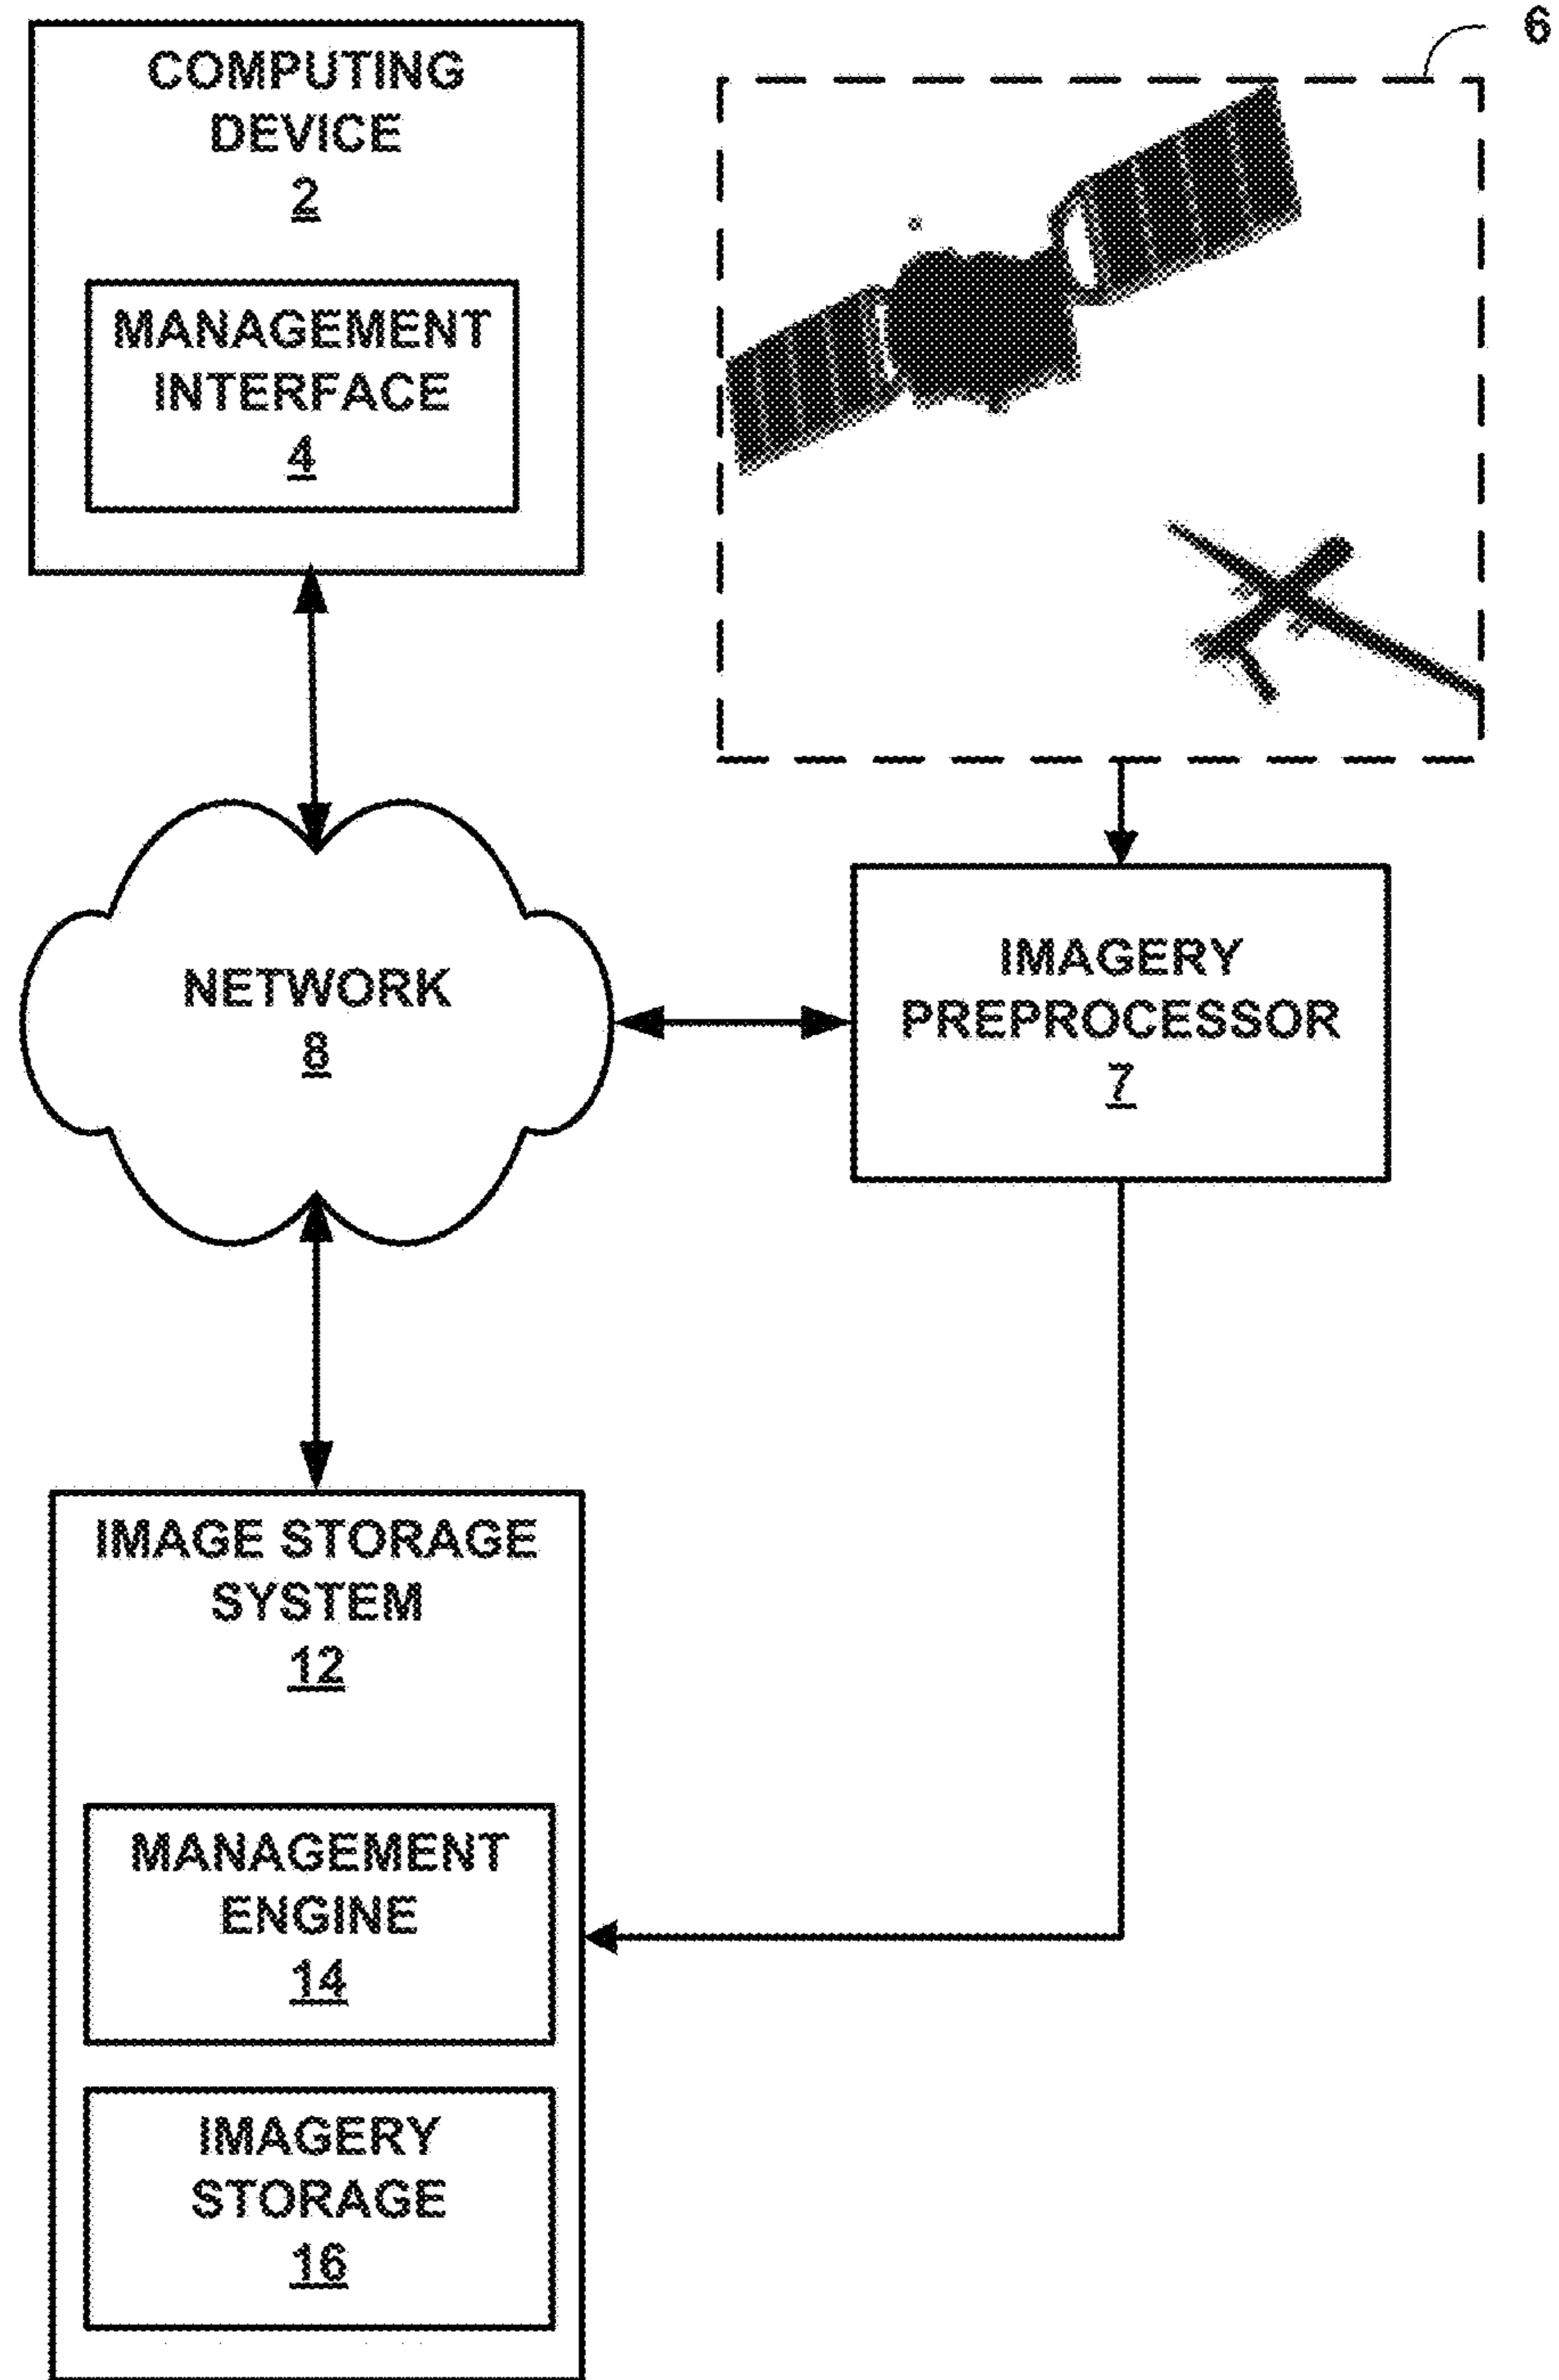 COMPUTING
DEVICE
2
MANAGEMENT
INTERFACE
4
6
NETWORK
8
IMAGERY
PREPROCESSOR
7
IMAGE STORAGE
SYSTEM
12
MANAGEMENT
ENGINE
14
IMAGERY
STORAGE
16